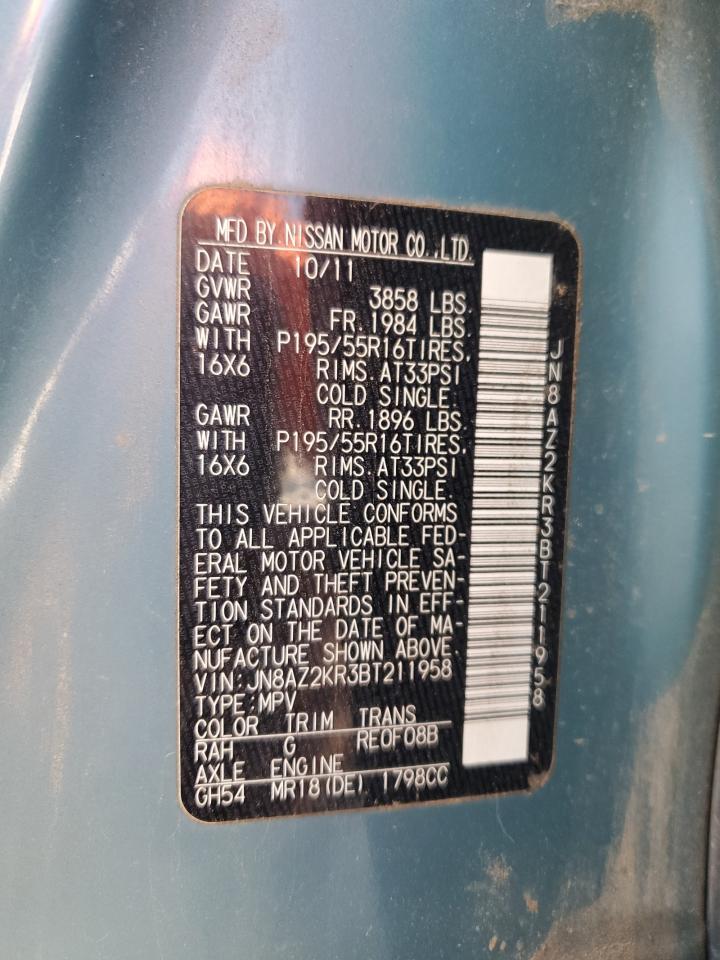 MFD BY NISSAN MOTOR CO.,LTD.
DATE 10/11
GVWR 3858 LBS.
GAWR FR. 1984 LBS.
WITH P195/55R16TIRES,
16X6 RIMS. AT33PSI
COLD SINGLE.
GAWR RR. 1896 LBS.
WITH P195/55R16TIRES,
16X6 RIMS. AT33PSI
COLD SINGLE.
THIS VEHICLE CONFORMS
TO ALL APPLICABLE FED-
ERAL MOTOR VEHICLE SA-
FETY AND THEFT PREVEN-
TION STANDARDS IN EFF-
ECT ON THE DATE OF MA-
NUFACTURE SHOWN ABOVE.
VIN:JN8AZ2KR3BT211958
TYPE:MPV
COLOR TRIM TRANS
RAH G RE0F08B
AXLE ENGINE
GH54 MR18(DE) 1798CC
JN8AZ2KR3BT211958